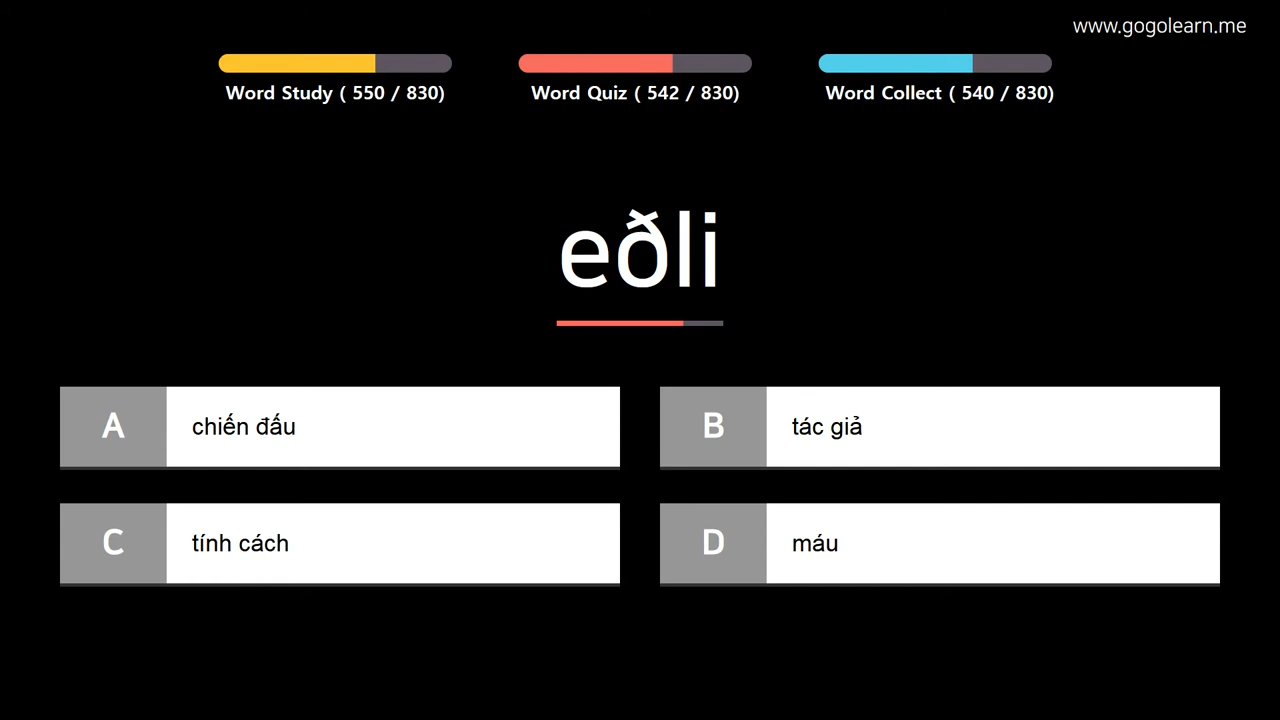 www.gogolearn.me
Word Study ( 550 / 830)
Word Quiz ( 542 / 830)
Word Collect ( 540 / 830)
eðli
A chiến đấu
B tác giả
C tính cách
D máu